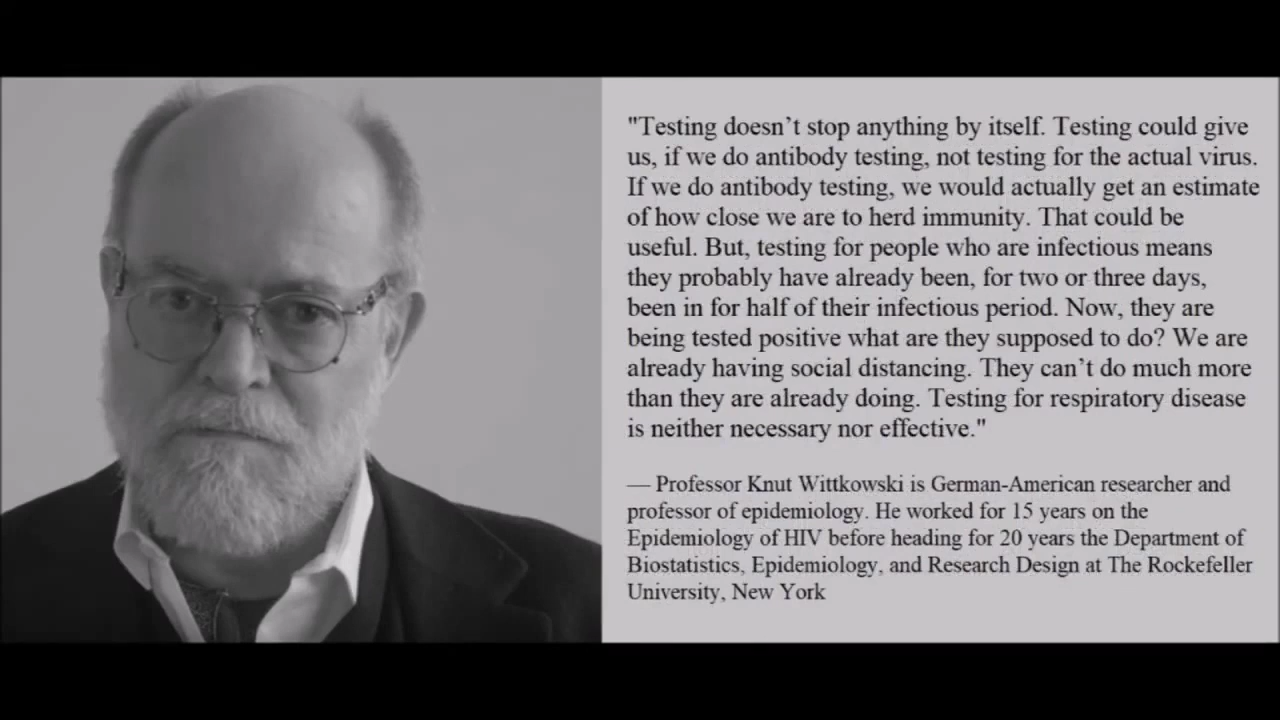 "Testing doesn’t stop anything by itself. Testing could give
us, if we do antibody testing, not testing for the actual virus.
If we do antibody testing, we would actually get an estimate
of how close we are to herd immunity. That could be
useful. But, testing for people who are infectious means
they probably have already been, for two or three days,
been in for half of their infectious period. Now, they are
being tested positive what are they supposed to do? We are
already having social distancing. They can’t do much more
than they are already doing. Testing for respiratory disease
is neither necessary nor effective."
— Professor Knut Wittkowski is German-American researcher and
professor of epidemiology. He worked for 15 years on the
Epidemiology of HIV before heading for 20 years the Department of
Biostatistics, Epidemiology, and Research Design at The Rockefeller
University, New York